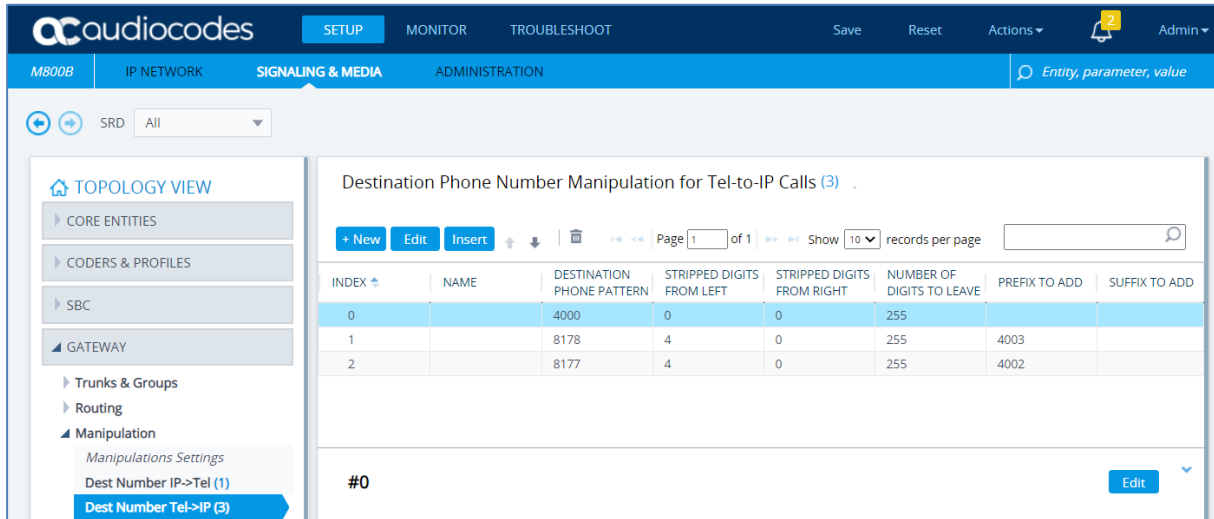 audiocodes SETUP MONITOR TROUBLESHOOT Save Reset Actions 2 Admin
M800B IP NETWORK SIGNALING & MEDIA ADMINISTRATION Entity, parameter, value
SRD All
TOPOLOGY VIEW
CORE ENTITIES
CODERS & PROFILES
SBC
GATEWAY
Trunks & Groups
Routing
Manipulation
Manipulations Settings
Dest Number IP->Tel (1)
Dest Number Tel->IP (3)
Destination Phone Number Manipulation for Tel-to-IP Calls (3) .
+ New Edit Insert Page 1 of 1 Show 10 records per page
INDEX NAME DESTINATION PHONE PATTERN STRIPPED DIGITS FROM LEFT STRIPPED DIGITS FROM RIGHT NUMBER OF DIGITS TO LEAVE PREFIX TO ADD SUFFIX TO ADD
0 4000 0 0 255
1 8178 4 0 255 4003
2 8177 4 0 255 4002
#0 Edit